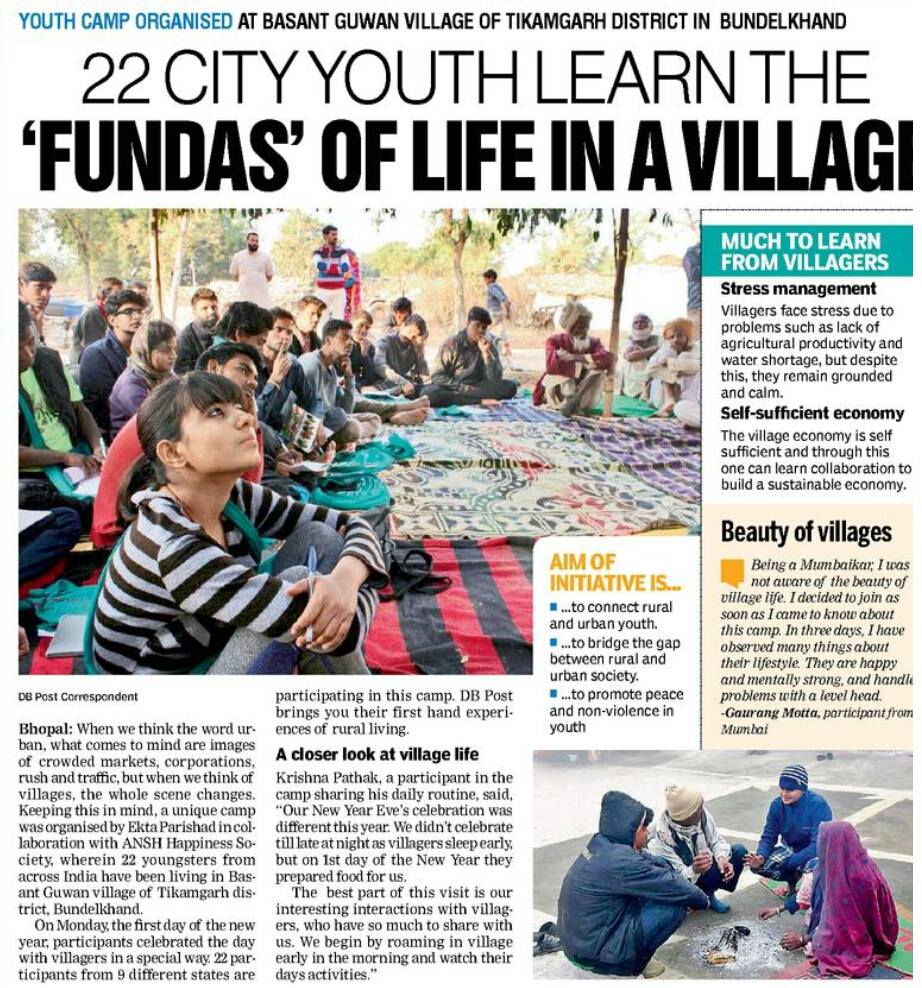 YOUTH CAMP ORGANISED AT BASANT GUWAN VILLAGE OF TIKAMGARH DISTRICT IN BUNDELKHAND
22 CITY YOUTH LEARN THE
‘FUNDAS’ OF LIFE IN A VILLAGE
DB Post Correspondent
Bhopal: When we think the word ur-
ban, what comes to mind are images
of crowded markets, corporations,
rush and traffic, but when we think of
villages, the whole scene changes.
Keeping this in mind, a unique camp
was organised by Ekta Parishad in col-
laboration with ANSH Happiness So-
ciety, wherein 22 youngsters from
across India have been living in Bas-
ant Guwan village of Tikamgarh dis-
trict, Bundelkhand.
On Monday, the first day of the new
year, participants celebrated the day
with villagers in a special way. 22 par-
ticipants from 9 different states are
participating in this camp. DB Post
brings you their first hand experi-
ences of rural living.
A closer look at village life
Krishna Pathak, a participant in the
camp sharing his daily routine, said,
“Our New Year Eve’s celebration was
different this year. We didn’t celebrate
till late at night as villagers sleep early,
but on 1st day of the New Year they
prepared food for us.
The best part of this visit is our
interesting interactions with villag-
ers, who have so much to share with
us. We begin by roaming in village
early in the morning and watch their
days activities.”
AIM OF
INITIATIVE IS...
...to connect rural
and urban youth.
...to bridge the gap
between rural and
urban society.
...to promote peace
and non-violence in
youth
MUCH TO LEARN
FROM VILLAGERS
Stress management
Villagers face stress due to
problems such as lack of
agricultural productivity and
water shortage, but despite
this, they remain grounded
and calm.
Self-sufficient economy
The village economy is self
sufficient and through this
one can learn collaboration to
build a sustainable economy.
Beauty of villages
Being a Mumbaikar, I was
not aware of the beauty of
village life. I decided to join as
soon as I came to know about
this camp. In three days, I have
observed many things about
their lifestyle. They are happy
and mentally strong, and handle
problems with a level head.
-Gaurang Motta, participant from
Mumbai